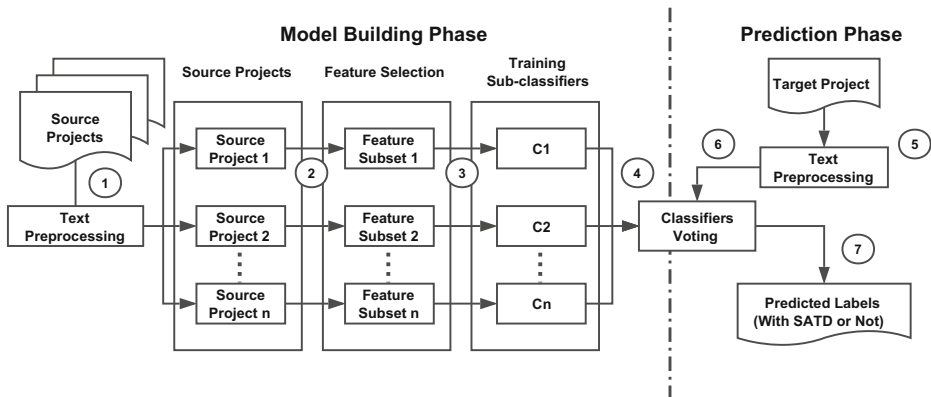 Model Building Phase
Prediction Phase
Source Projects
Feature Selection
Training
Sub-classifiers
Source
Projects
1
Text
Preprocessing
Source
Project 1
Source
Project 2
Source
Project n
2
Feature
Subset 1
Feature
Subset 2
Feature
Subset n
3
C1
C2
Cn
4
Target Project
5
Text
Preprocessing
6
Classifiers
Voting
7
Predicted Labels
(With SATD or Not)